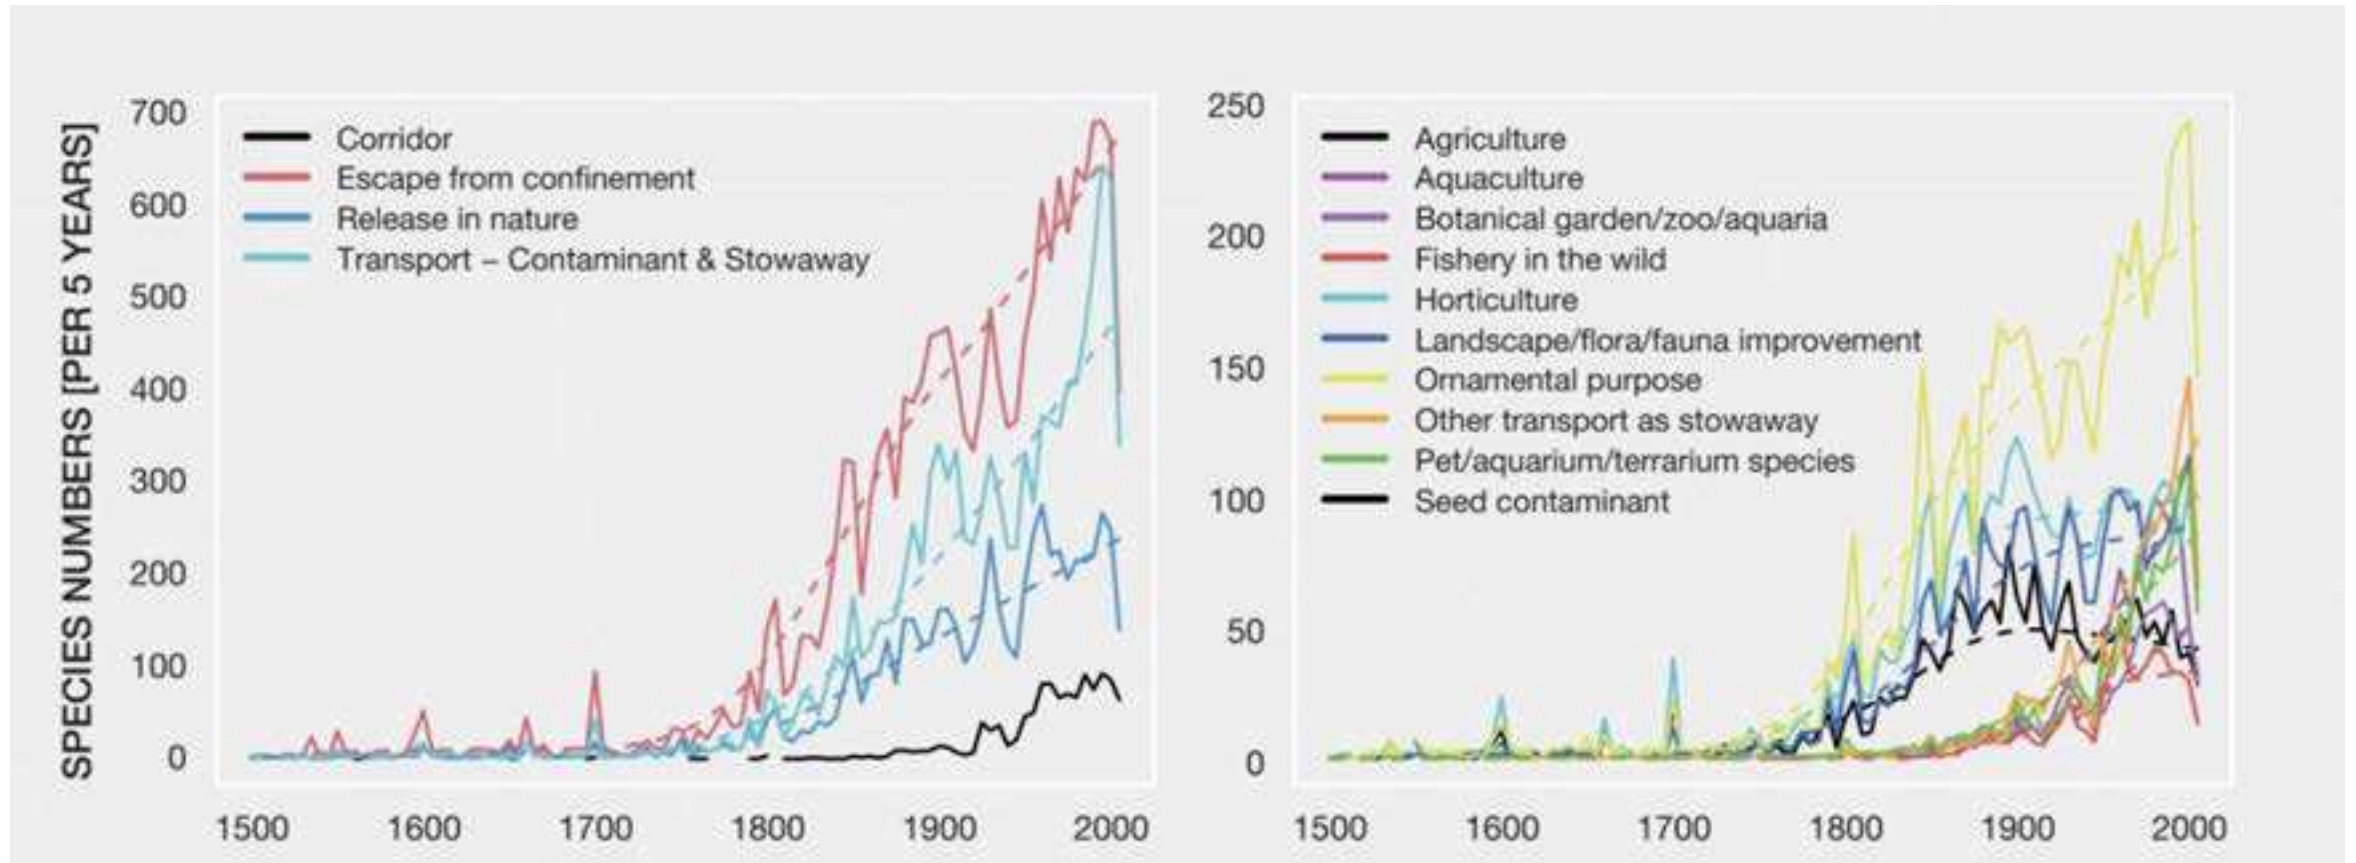 SPECIES NUMBERS [PER 5 YEARS]
700
600
500
400
300
200
100
0
Corridor
Escape from confinement
Release in nature
Transport – Contaminant & Stowaway
1500 1600 1700 1800 1900 2000
250
200
150
100
50
0
Agriculture
Aquaculture
Botanical garden/zoo/aquaria
Fishery in the wild
Horticulture
Landscape/flora/fauna improvement
Ornamental purpose
Other transport as stowaway
Pet/aquarium/terrarium species
Seed contaminant
1500 1600 1700 1800 1900 2000